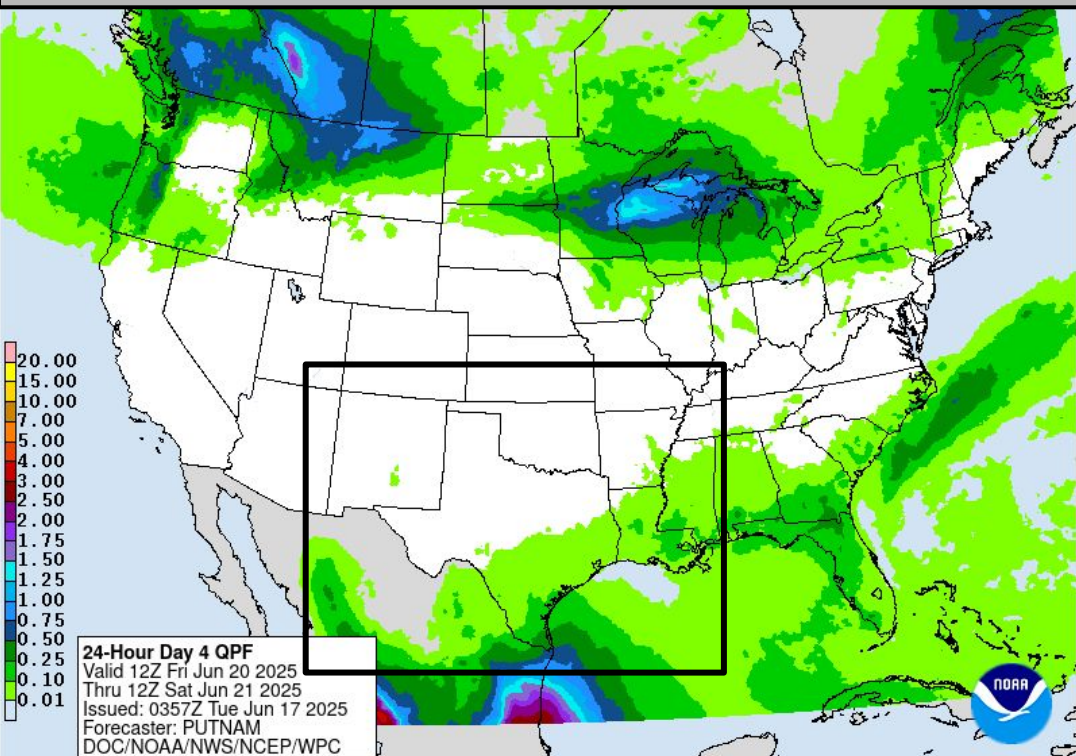 20.00
15.00
10.00
7.00
5.00
4.00
3.00
2.50
2.00
1.75
1.50
1.25
1.00
0.75
0.50
0.25
0.10
0.01
24-Hour Day 4 QPF
Valid 12Z Fri Jun 20 2025
Thru 12Z Sat Jun 21 2025
Issued: 0357Z Tue Jun 17 2025
Forecaster: PUTNAM
DOC/NOAA/NWS/NCEP/WPC
NOAA